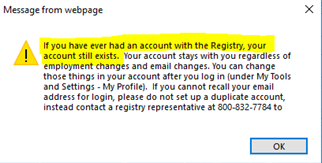 Message from webpage
If you have ever had an account with the Registry, your
account still exists. Your account stays with you regardless of
employment changes and email changes. You can change
those things in your account after you log in (under My Tools
and Settings - My Profile). If you cannot recall your email
address for login, please do not set up a duplicate account,
instead contact a registry representative at 800-832-7784 to
OK